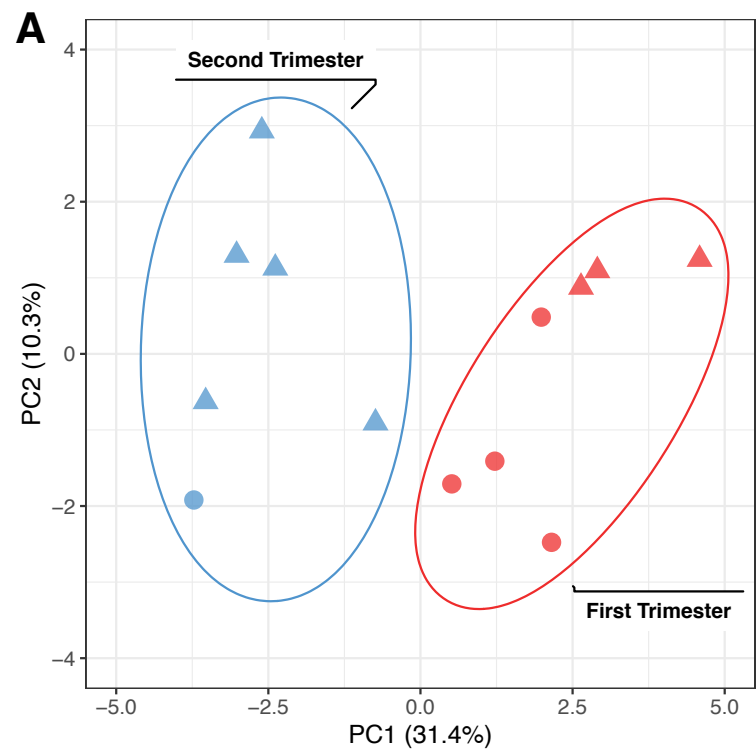 A
Second Trimester
4
2
0
−2
−4
PC2 (10.3%)
First Trimester
−5.0 −2.5 0.0 2.5 5.0
PC1 (31.4%)